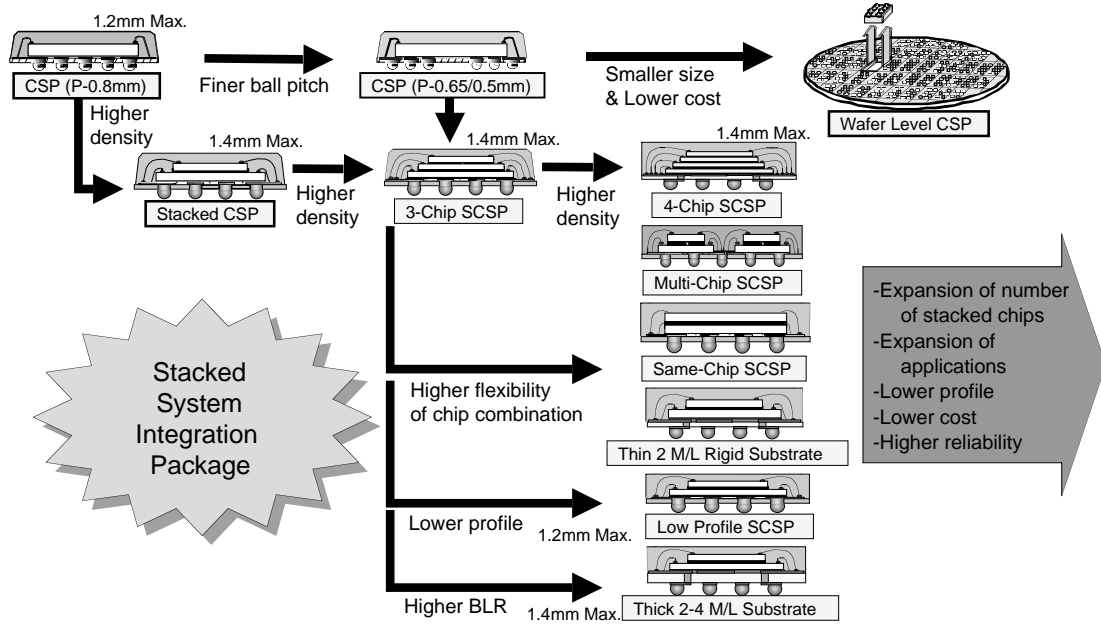 1.2mm Max.
CSP (P-0.8mm)
Finer ball pitch
CSP (P-0.65/0.5mm)
Smaller size
& Lower cost
Wafer Level CSP
Higher
density
1.4mm Max.
Stacked CSP
Higher
density
1.4mm Max.
3-Chip SCSP
Higher
density
1.4mm Max.
4-Chip SCSP
Multi-Chip SCSP
Same-Chip SCSP
Higher flexibility
of chip combination
Thin 2 M/L Rigid Substrate
Lower profile
1.2mm Max.
Low Profile SCSP
Higher BLR
1.4mm Max.
Thick 2-4 M/L Substrate
Stacked
System
Integration
Package
-Expansion of number
of stacked chips
-Expansion of
applications
-Lower profile
-Lower cost
-Higher reliability